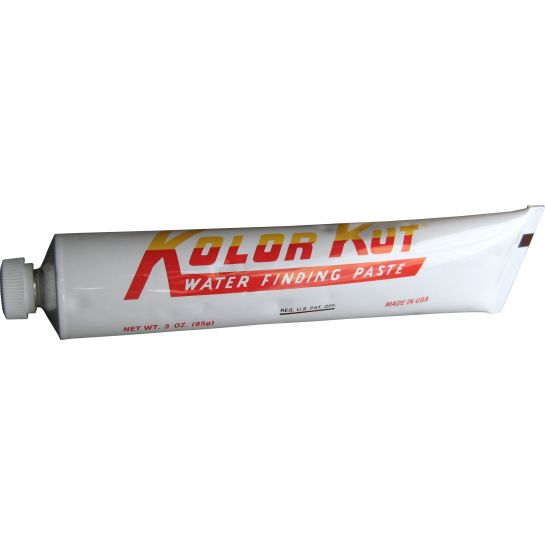 KOLOR KUT
WATER FINDING PASTE
NET WT. 3 OZ. (85g)
REG. U.S. PAT. OFF.
MADE IN USA